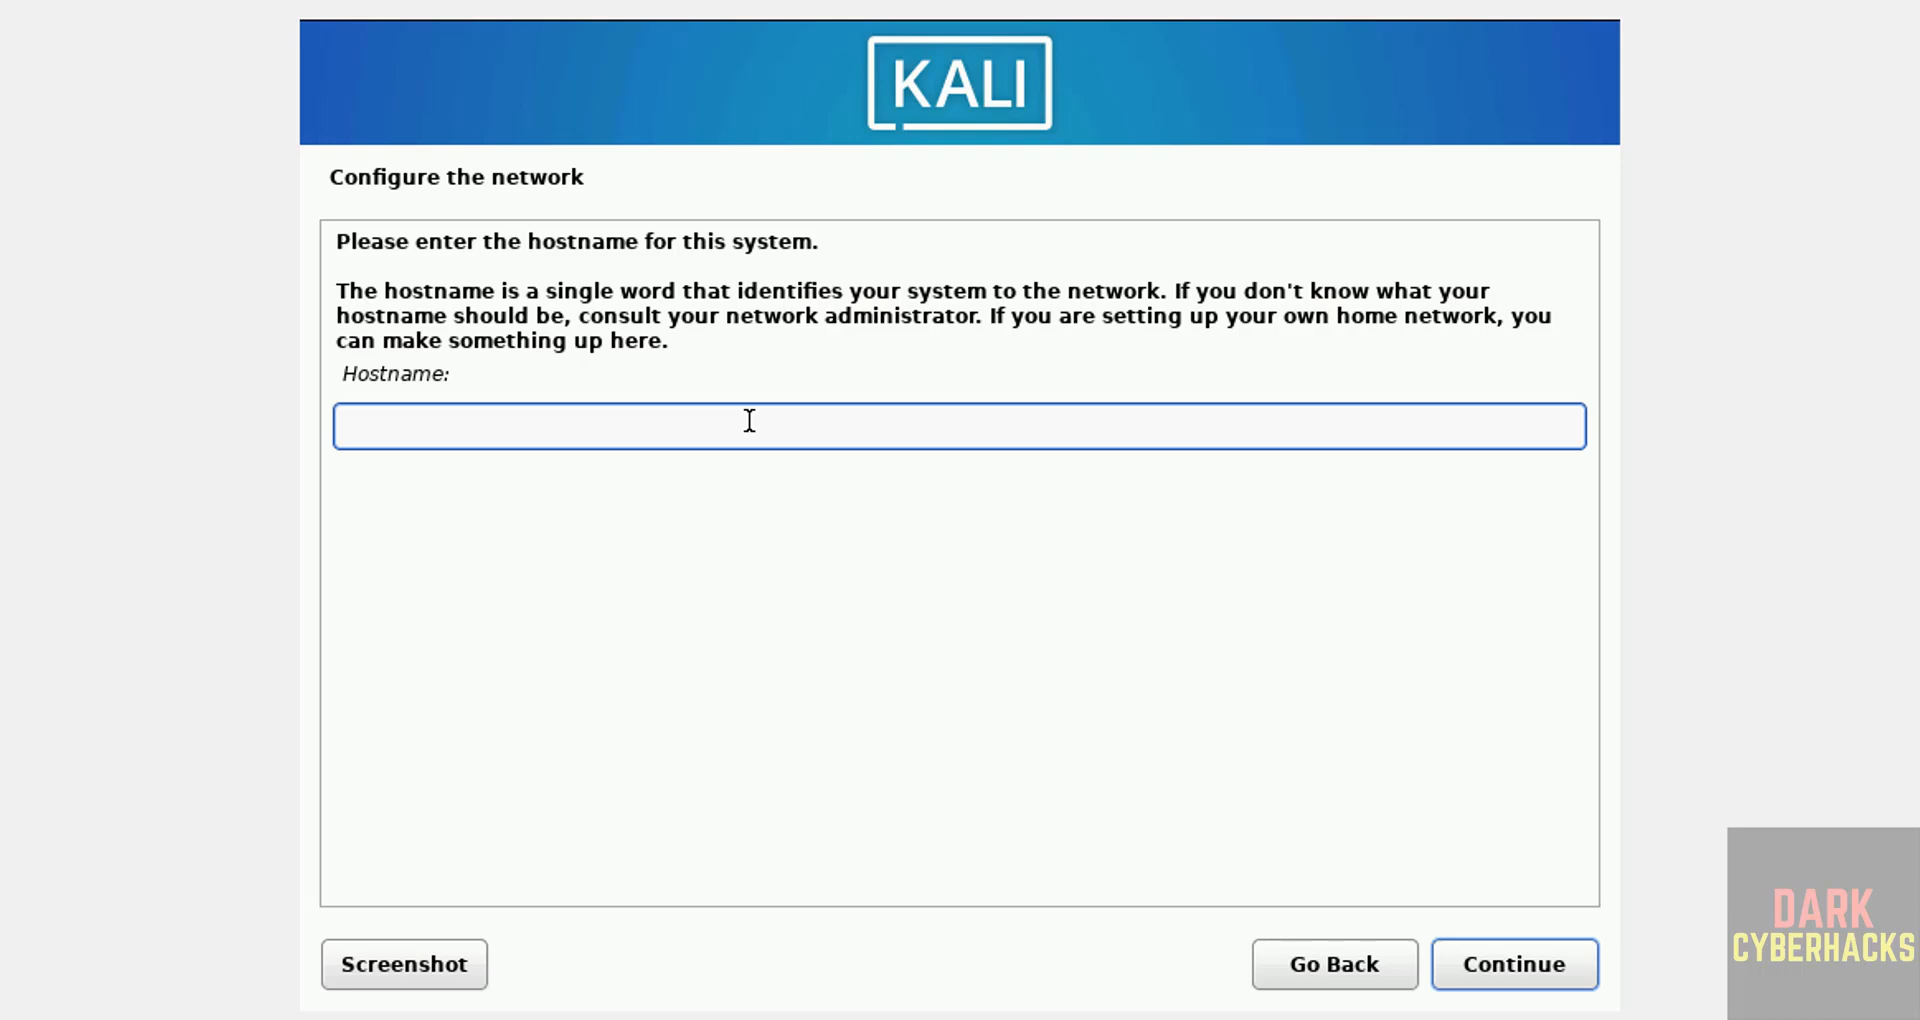 KALI
Configure the network
Please enter the hostname for this system.
The hostname is a single word that identifies your system to the network. If you don't know what your
hostname should be, consult your network administrator. If you are setting up your own home network, you
can make something up here.
Hostname:
Screenshot
Go Back
Continue
DARK
CYBERHACKS